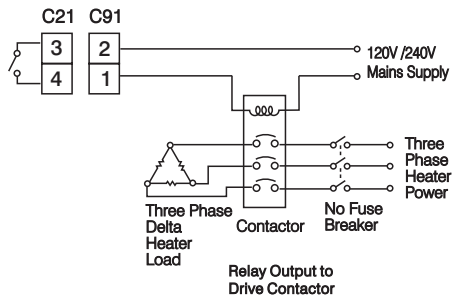 C21 C91
3 2
4 1
120V /240V
Mains Supply
Three
Phase
Heater
Power
Three Phase
Delta
Heater
Load
Contactor
No Fuse
Breaker
Relay Output to
Drive Contactor